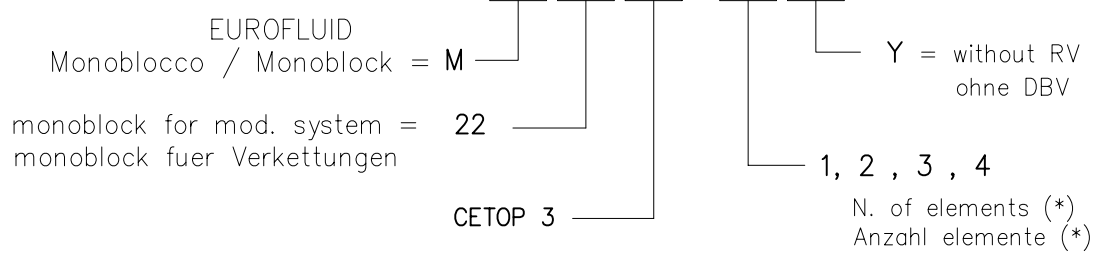 EUROFLUID
Monoblocco / Monoblock = M
Y = without RV
ohne DBV
monoblock for mod. system = 22
monoblock fuer Verkettungen
1, 2 , 3 , 4
CETOP 3
N. of elements (*)
Anzahl elemente (*)